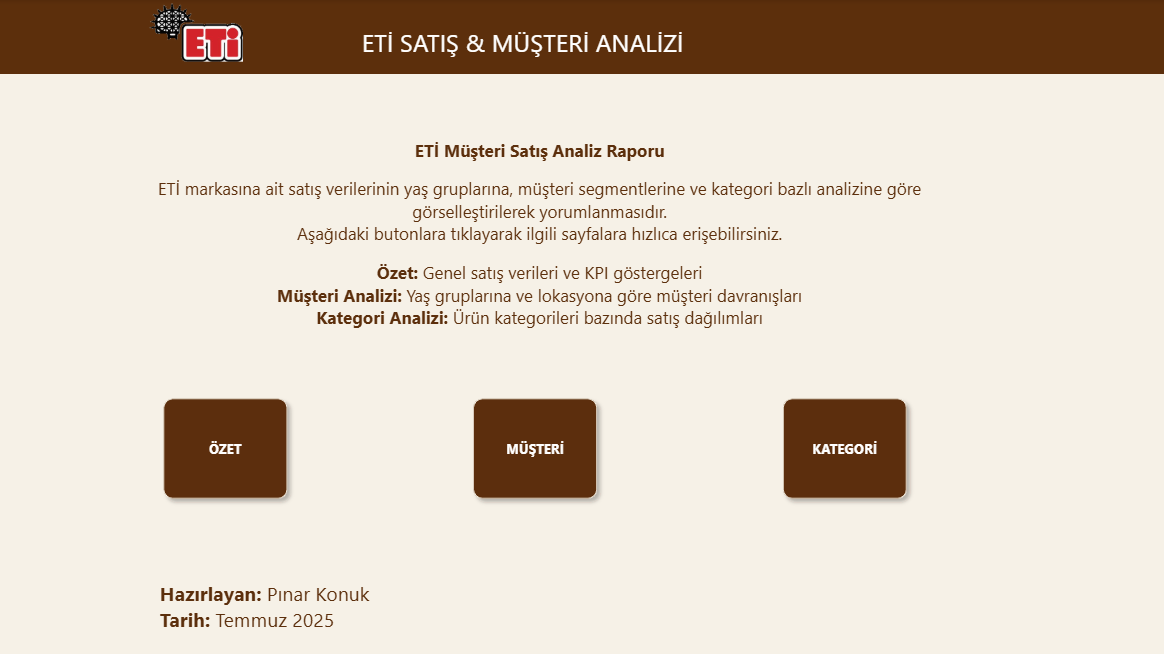 ETi
ETİ SATIŞ & MÜŞTERİ ANALİZİ
ETİ Müşteri Satış Analiz Raporu
ETİ markasına ait satış verilerinin yaş gruplarına, müşteri segmentlerine ve kategori bazlı analizine göre
görselleştirilerek yorumlanmasıdır.
Aşağıdaki butonlara tıklayarak ilgili sayfalara hızlıca erişebilirsiniz.
Özet: Genel satış verileri ve KPI göstergeleri
Müşteri Analizi: Yaş gruplarına ve lokasyona göre müşteri davranışları
Kategori Analizi: Ürün kategorileri bazında satış dağılımları
ÖZET
MÜŞTERİ
KATEGORİ
Hazırlayan: Pınar Konuk
Tarih: Temmuz 2025